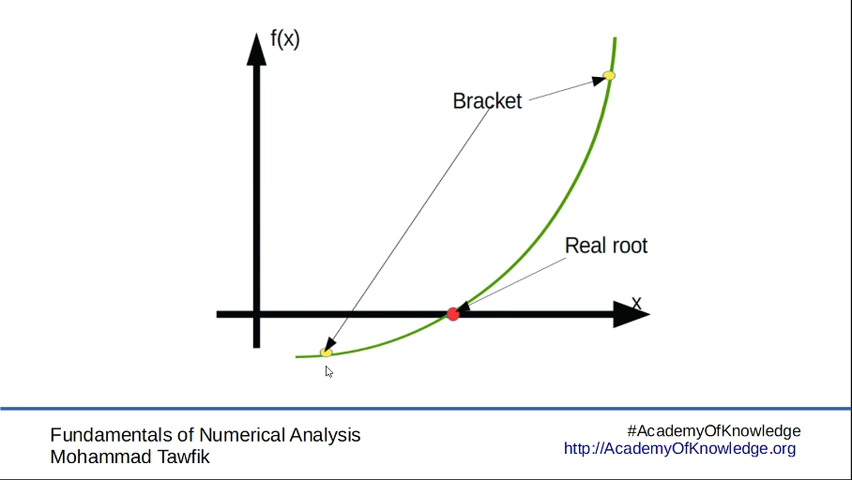 f(x)
Bracket
Real root
x
Fundamentals of Numerical Analysis
Mohammad Tawfik
#AcademyOfKnowledge
http://AcademyOfKnowledge.org